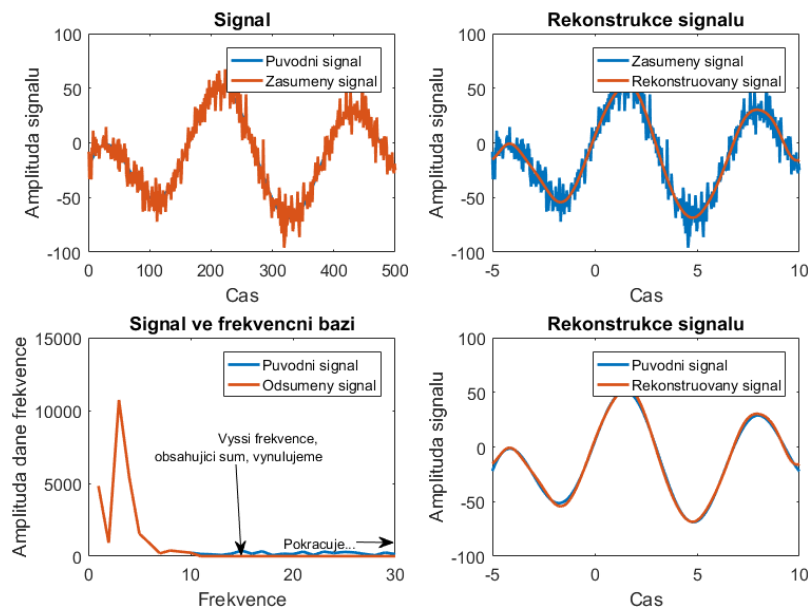 Signal
100
50
0
-50
-100
Amplituda signalu
Puvodni signal
Zasumeny signal
0
100
200
300
400
500
Cas
Rekonstrukce signalu
100
50
0
-50
-100
Amplituda signalu
Zasumeny signal
Rekonstruovany signal
-5
0
5
10
Cas
Signal ve frekvencni bazi
15000
10000
5000
0
Amplituda dane frekvence
Puvodni signal
Odsumeny signal
Vyssi frekvence,
obsahujici sum, vynulujeme
Pokracuje...
0
10
20
30
Frekvence
Rekonstrukce signalu
100
50
0
-50
-100
Amplituda signalu
Puvodni signal
Rekonstruovany signal
-5
0
5
10
Cas